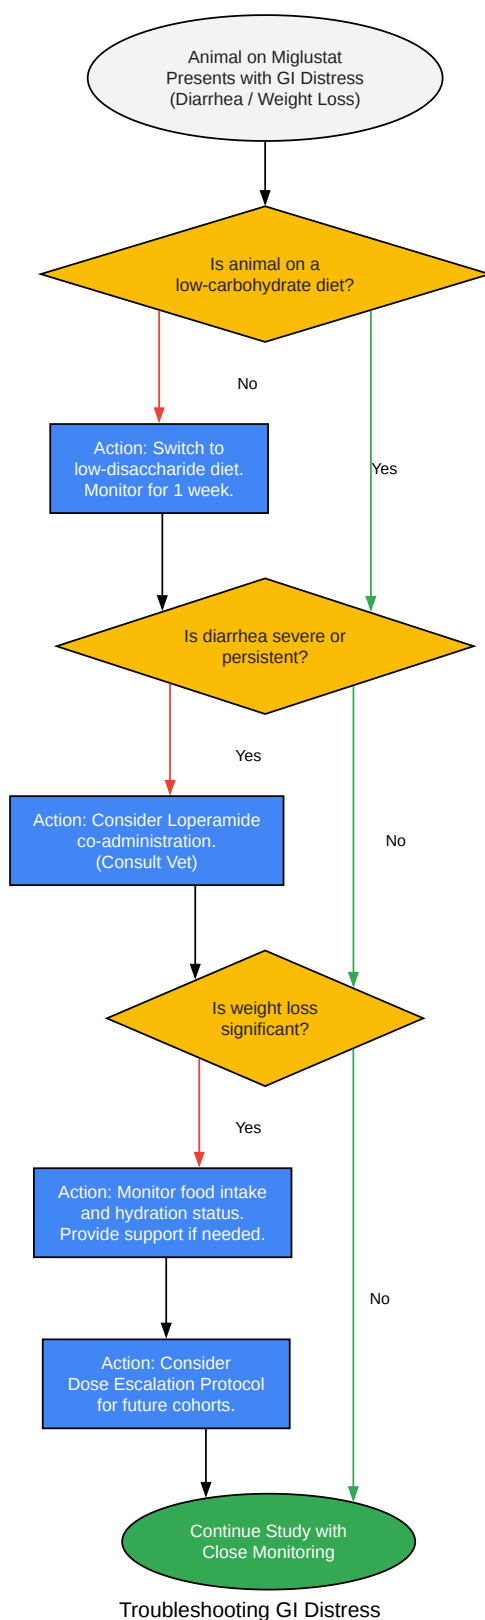 Animal on Miglustat
Presents with GI Distress
(Diarrhea / Weight Loss)
Is animal on a
low-carbohydrate diet?
No
Action: Switch to
low-disaccharide diet.
Monitor for 1 week.
Yes
Is diarrhea severe or
persistent?
Yes
Action: Consider Loperamide
co-administration.
(Consult Vet)
No
Is weight loss
significant?
Yes
Action: Monitor food intake
and hydration status.
Provide support if needed.
No
Action: Consider
Dose Escalation Protocol
for future cohorts.
Continue Study with
Close Monitoring
Troubleshooting GI Distress